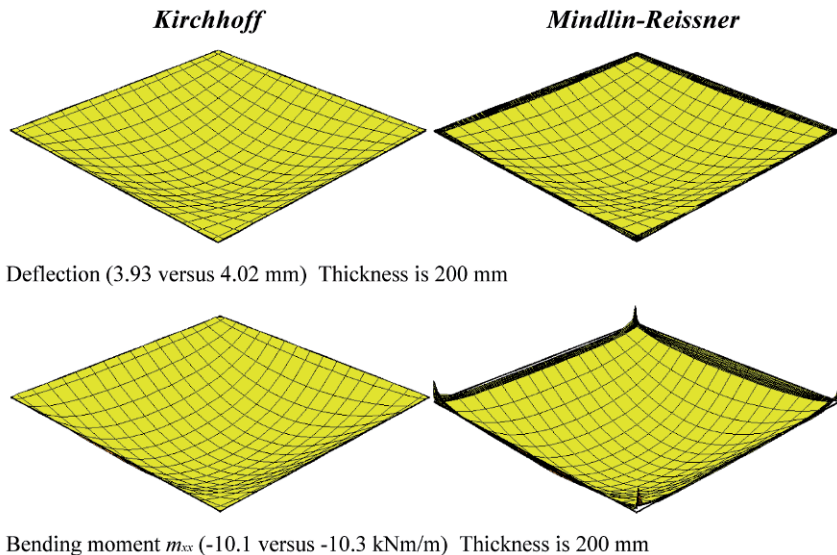 Kirchhoff Mindlin-Reissner
Deflection (3.93 versus 4.02 mm) Thickness is 200 mm
Bending moment mxx (-10.1 versus -10.3 kNm/m) Thickness is 200 mm